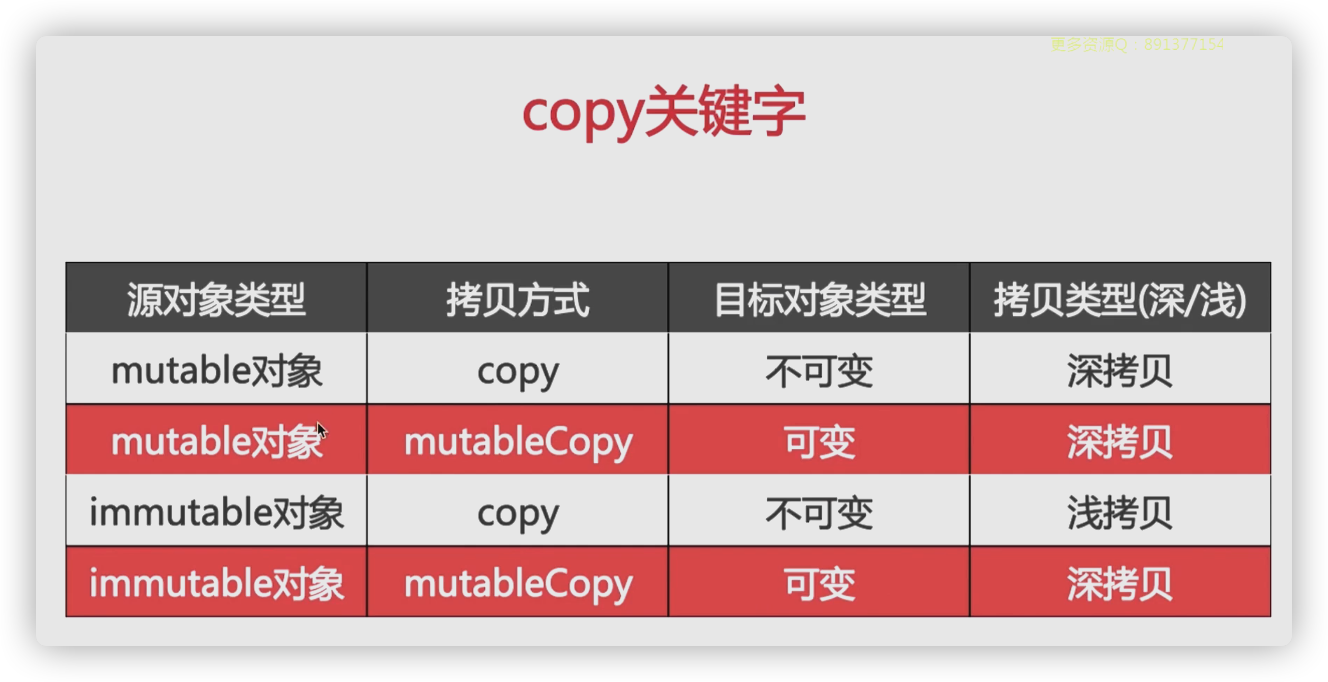 更多资源Q 891377154
copy关键字
源对象类型 拷贝方式 目标对象类型 拷贝类型(深/浅)
mutable对象 copy 不可变 深拷贝
mutable对象 mutableCopy 可变 深拷贝
immutable对象 copy 不可变 浅拷贝
immutable对象 mutableCopy 可变 深拷贝